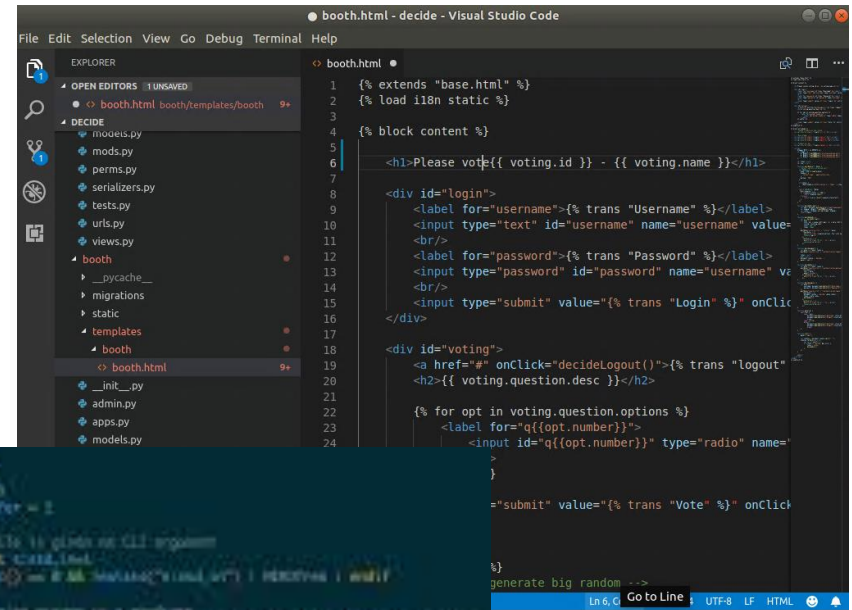 booth.html - decide - Visual Studio Code
File Edit Selection View Go Debug Terminal Help
EXPLORER
OPEN EDITORS 1 UNSAVED
booth.html booth/templates/booth 9+
DECIDE
models.py
mods.py
perms.py
serializers.py
tests.py
urls.py
views.py
booth
__pycache__
migrations
static
templates
booth
booth.html 9+
__init__.py
admin.py
apps.py
models.py
booth.html
1 {% extends "base.html" %}
2 {% load i18n static %}
3
4 {% block content %}
5
6 <h1>Please vote{{ voting.id }} - {{ voting.name }}</h1>
7
8 <div id="login">
9 <label for="username">{% trans "Username" %}</label>
10 <input type="text" id="username" name="username" value=
11 <br/>
12 <label for="password">{% trans "Password" %}</label>
13 <input type="password" id="password" name="username" va
14 <br/>
15 <input type="submit" value="{% trans "Login" %}" onClic
16 </div>
17
18 <div id="voting">
19 <a href="#" onClick="decideLogout()">{% trans "logout"
20 <h2>{{ voting.question.desc }}</h2>
21
22 {% for opt in voting.question.options %}
23 <label for="q{{opt.number}}">
24 <input id="q{{opt.number}}" type="radio" name="
>
}
="submit" value="{% trans "Vote" %}" onClick
%}
generate big random -->
Ln 6, C Go to Line 4 UTF-8 LF HTML